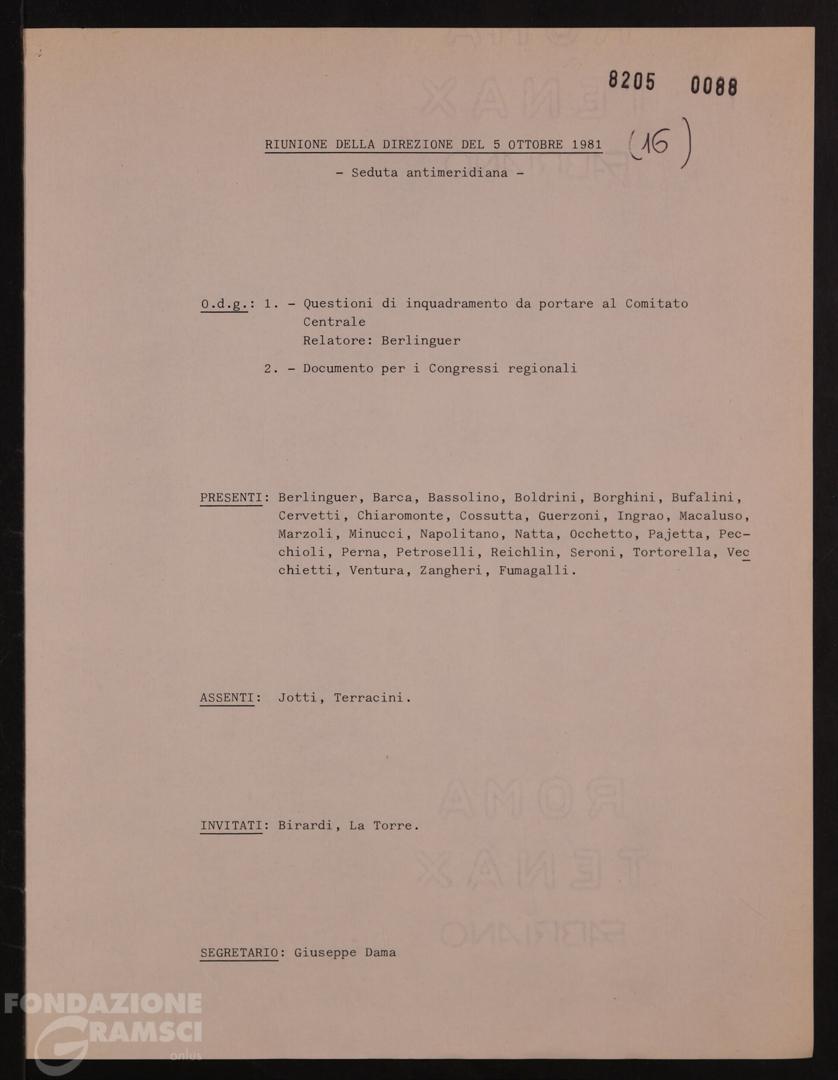 8205 0088
RIUNIONE DELLA DIREZIONE DEL 5 OTTOBRE 1981 (16)
- Seduta antimeridiana -
O.d.g.: 1. - Questioni di inquadramento da portare al Comitato
Centrale
Relatore: Berlinguer
2. - Documento per i Congressi regionali
PRESENTI: Berlinguer, Barca, Bassolino, Boldrini, Borghini, Bufalini,
Cervetti, Chiaromonte, Cossutta, Guerzoni, Ingrao, Macaluso,
Marzoli, Minucci, Napolitano, Natta, Occhetto, Pajetta, Pec-
chioli, Perna, Petroselli, Reichlin, Seroni, Tortorella, Vec
chietti, Ventura, Zangheri, Fumagalli.
ASSENTI: Jotti, Terracini.
INVITATI: Birardi, La Torre.
SEGRETARIO: Giuseppe Dama
ROMA
TENAX
FABRIANO
FONDAZIONE
GRAMSCI
onlus